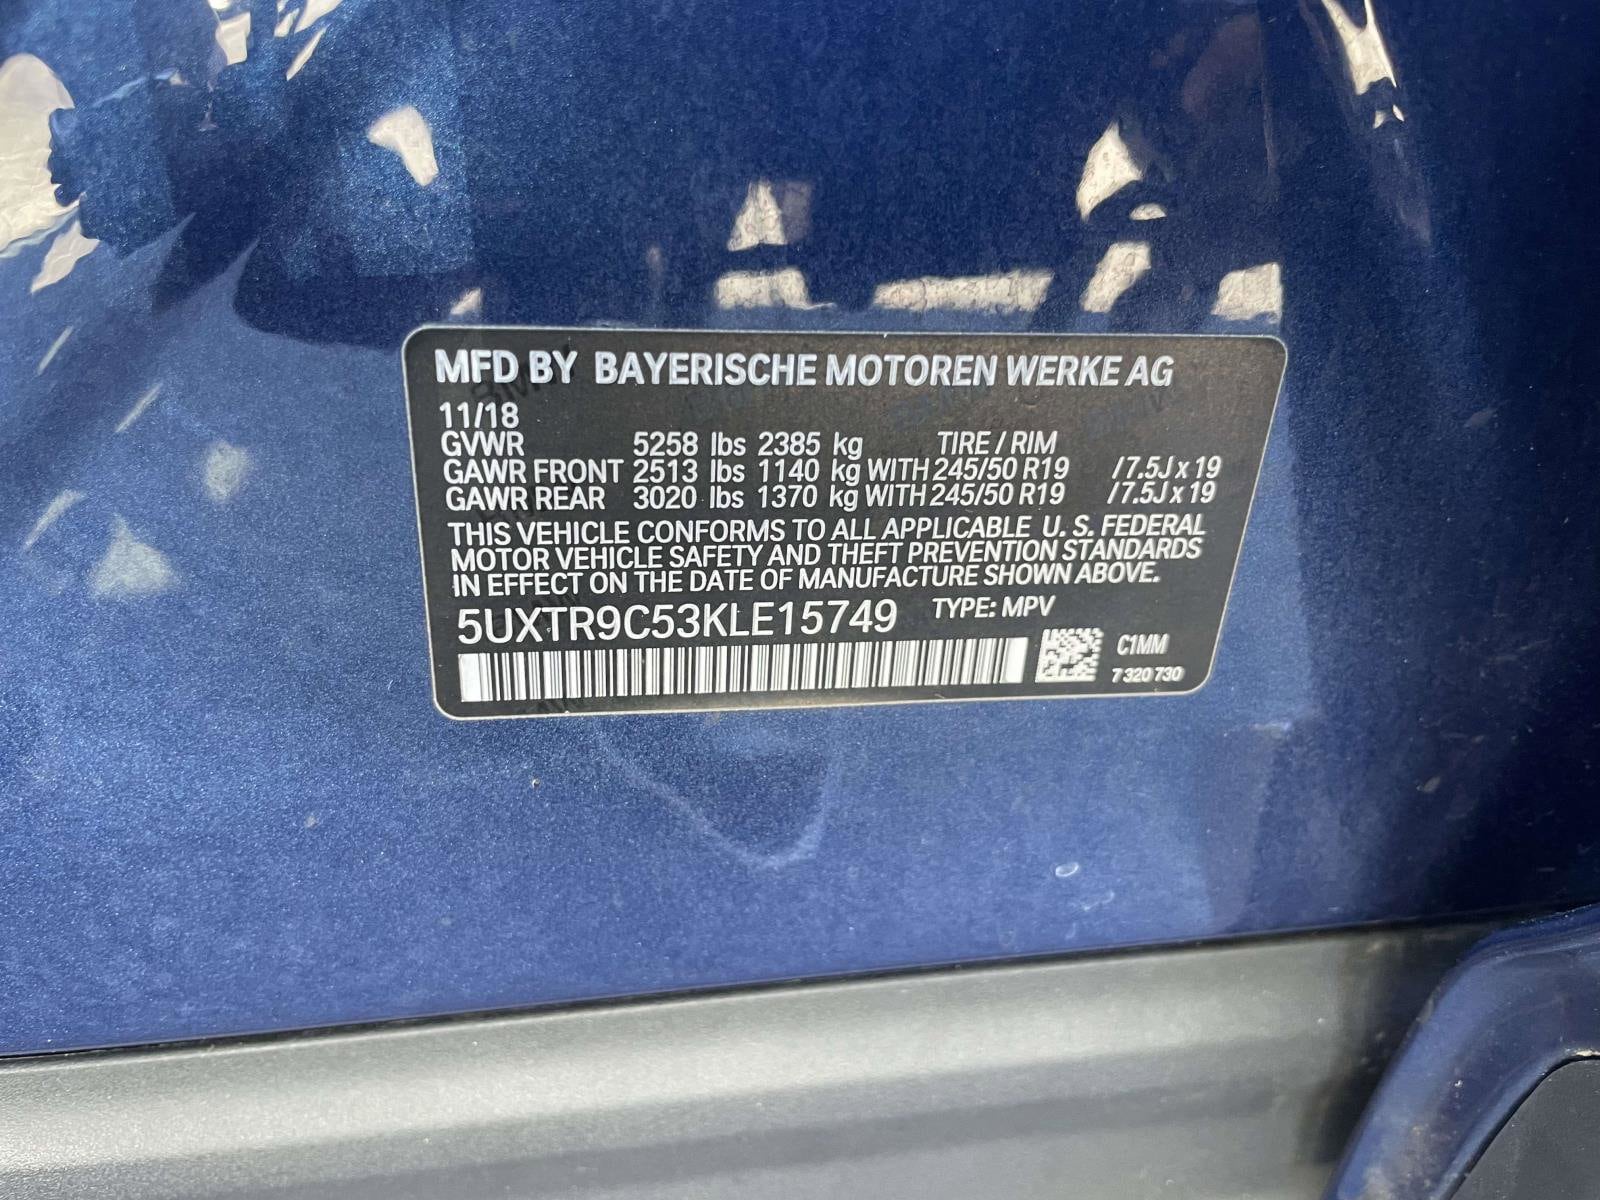 MFD BY BAYERISCHE MOTOREN WERKE AG
11/18
GVWR 5258 lbs 2385 kg TIRE / RIM
GAWR FRONT 2513 lbs 1140 kg WITH 245/50 R19 /7.5J x 19
GAWR REAR 3020 lbs 1370 kg WITH 245/50 R19 /7.5J x 19
THIS VEHICLE CONFORMS TO ALL APPLICABLE U. S. FEDERAL
MOTOR VEHICLE SAFETY AND THEFT PREVENTION STANDARDS
IN EFFECT ON THE DATE OF MANUFACTURE SHOWN ABOVE.
5UXTR9C53KLE15749 TYPE: MPV
C1MM
7 320 730